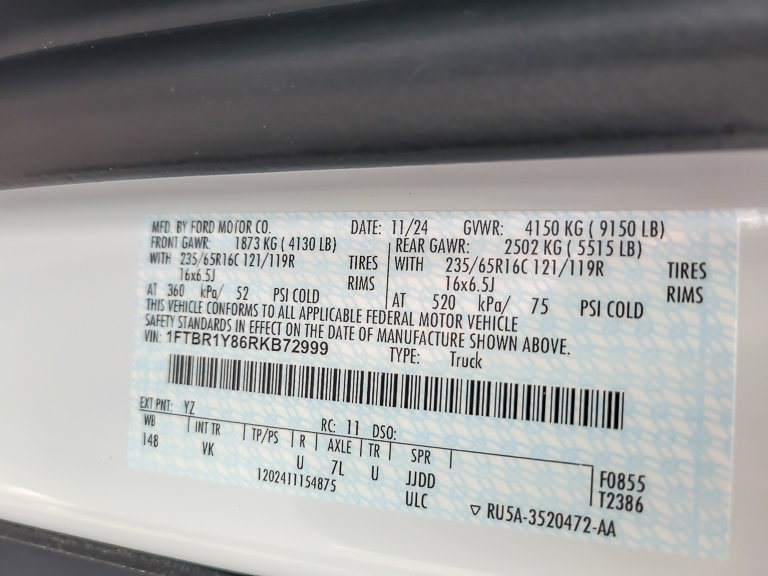 MFD. BY FORD MOTOR CO. DATE: 11/24 GVWR: 4150 KG ( 9150 LB)
FRONT GAWR: 1873 KG ( 4130 LB) REAR GAWR: 2502 KG ( 5515 LB)
WITH 235/65R16C 121/119R TIRES WITH 235/65R16C 121/119R TIRES
16x6.5J RIMS 16x6.5J RIMS
AT 360 kPa/ 52 PSI COLD AT 520 kPa/ 75 PSI COLD
THIS VEHICLE CONFORMS TO ALL APPLICABLE FEDERAL MOTOR VEHICLE
SAFETY STANDARDS IN EFFECT ON THE DATE OF MANUFACTURE SHOWN ABOVE.
VIN: 1FTBR1Y86RKB72999 TYPE: Truck
EXT PNT: YZ RC: 11 DSO:
WB INT TR TP/PS R AXLE TR SPR
148 VK U 7L U JJDD F0855
1202411154875 ULC T2386
RU5A-3520472-AA